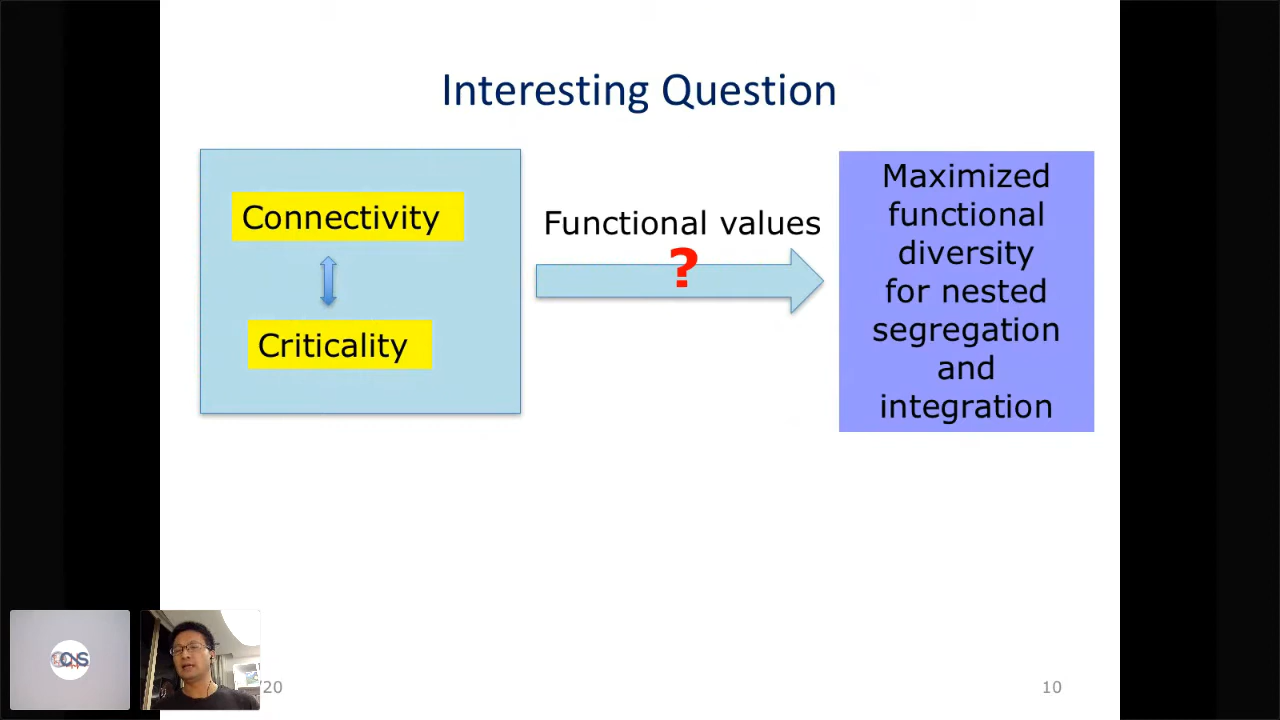 Interesting Question
Connectivity
Criticality
Functional values
?
Maximized
functional
diversity
for nested
segregation
and
integration
/20
10